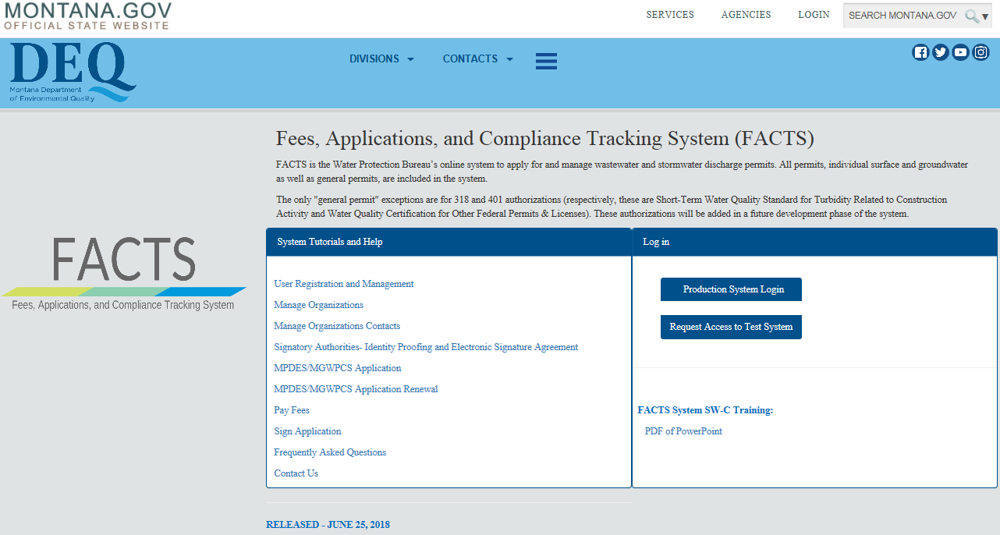 MONTANA.GOV
OFFICIAL STATE WEBSITE
SERVICES
AGENCIES
LOGIN
SEARCH MONTANA.GOV
DEQ
Montana Department
of Environmental Quality
DIVISIONS
CONTACTS
Fees, Applications, and Compliance Tracking System (FACTS)
FACTS is the Water Protection Bureau’s online system to apply for and manage wastewater and stormwater discharge permits. All permits, individual surface and groundwater
as well as general permits, are included in the system.
The only "general permit" exceptions are for 318 and 401 authorizations (respectively, these are Short-Term Water Quality Standard for Turbidity Related to Construction
Activity and Water Quality Certification for Other Federal Permits & Licenses). These authorizations will be added in a future development phase of the system.
FACTS
Fees, Applications, and Compliance Tracking System
System Tutorials and Help
User Registration and Management
Manage Organizations
Manage Organizations Contacts
Signatory Authorities- Identity Proofing and Electronic Signature Agreement
MPDES/MGWPCS Application
MPDES/MGWPCS Application Renewal
Pay Fees
Sign Application
Frequently Asked Questions
Contact Us
Log in
Production System Login
Request Access to Test System
FACTS System SW-C Training:
PDF of PowerPoint
RELEASED - JUNE 25, 2018